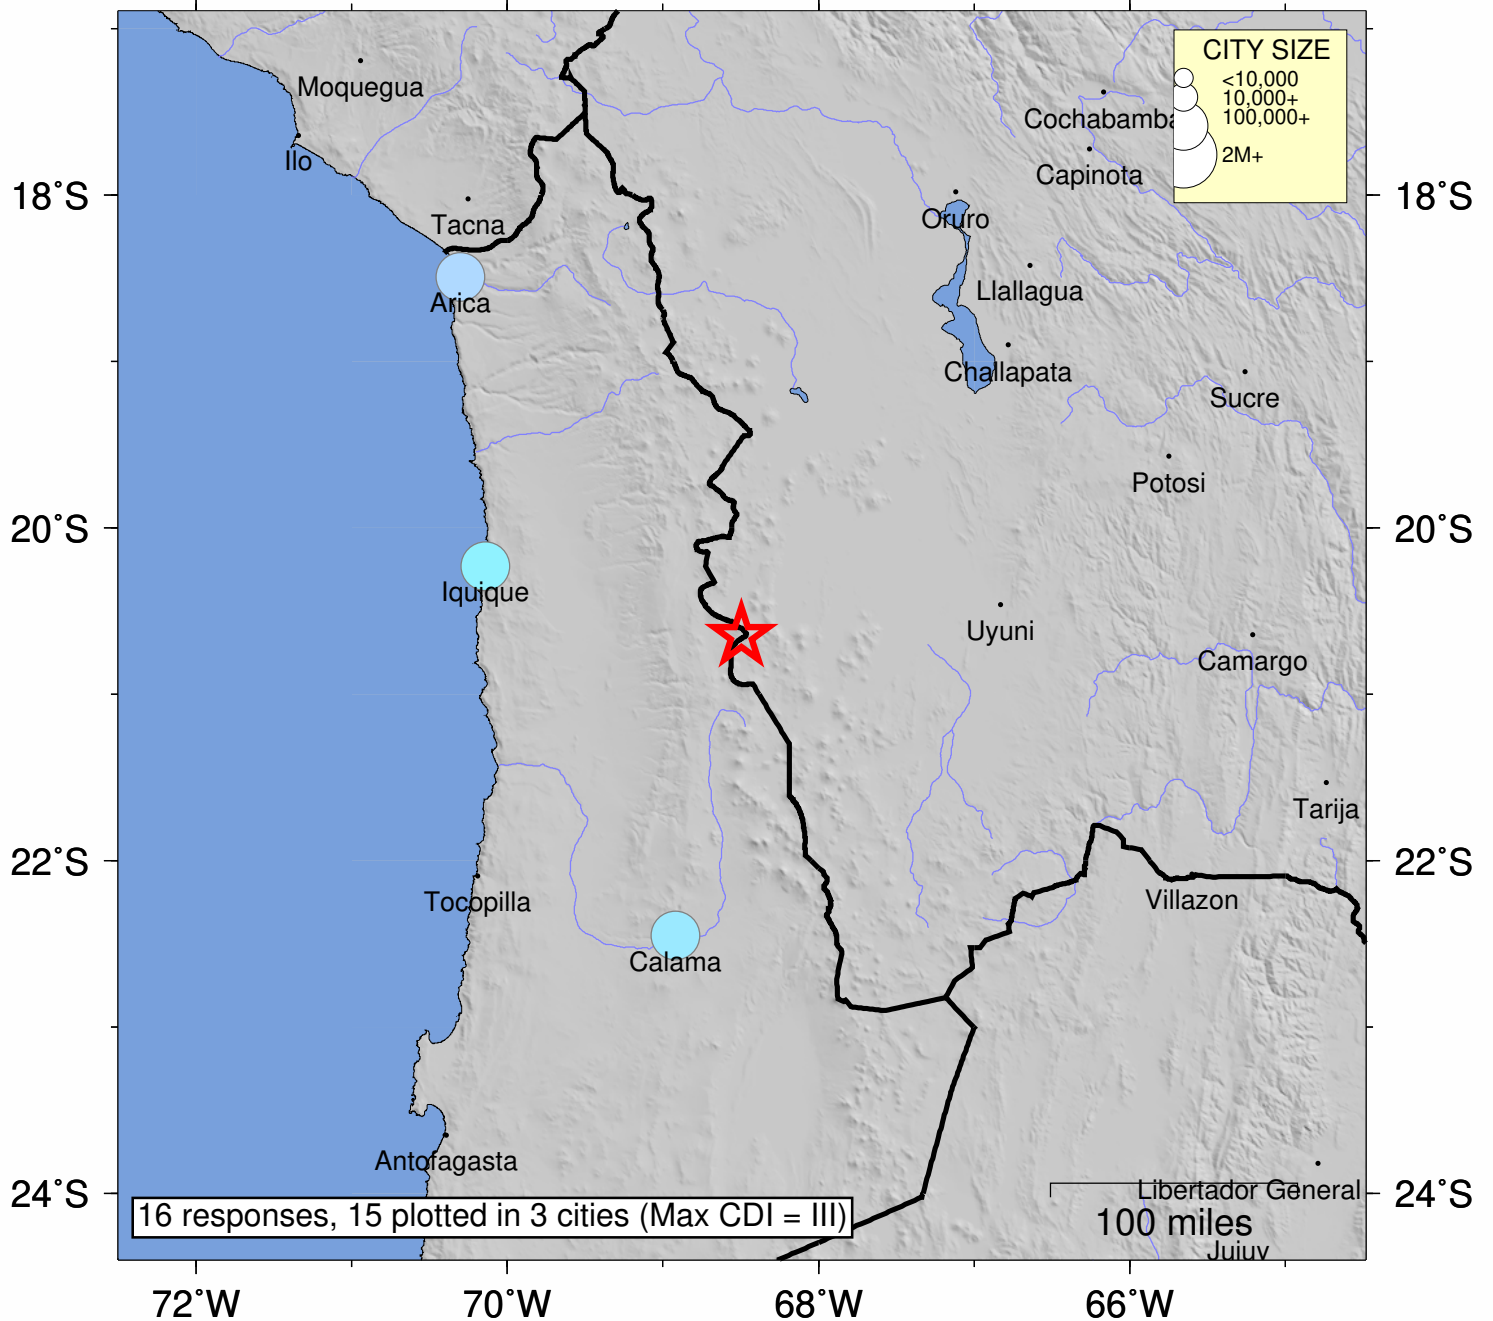 CITY SIZE
<10,000
10,000+
100,000+
2M+
Moquegua
Cochabamba
Ilo
Capinota
18°S
18°S
Tacna
Oruro
Arica
Llallagua
Challapata
Sucre
Potosi
20°S
20°S
Iquique
Uyuni
Camargo
Tarija
22°S
22°S
Tocopilla
Villazon
Calama
Antofagasta
24°S
24°S
Libertador General
16 responses, 15 plotted in 3 cities (Max CDI = III)
100 miles
Jujuy
72°W
70°W
68°W
66°W